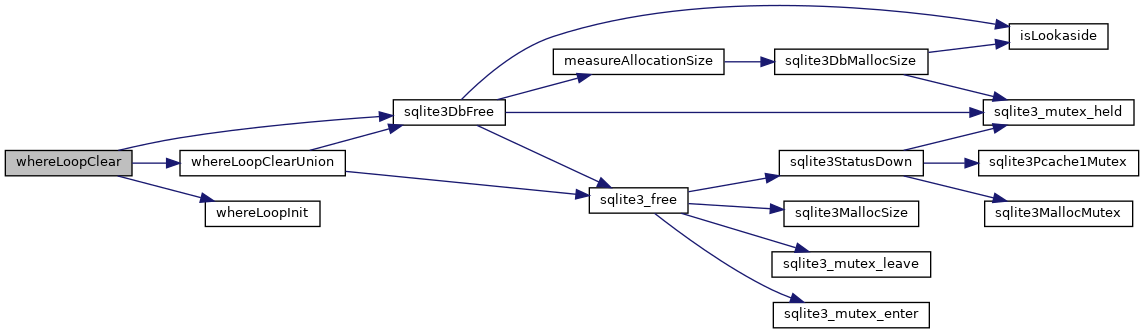 whereLoopClear
sqlite3DbFree
whereLoopClearUnion
whereLoopInit
measureAllocationSize
sqlite3_free
sqlite3DbMallocSize
sqlite3StatusDown
sqlite3MallocSize
sqlite3_mutex_leave
sqlite3_mutex_enter
isLookaside
sqlite3_mutex_held
sqlite3Pcache1Mutex
sqlite3MallocMutex